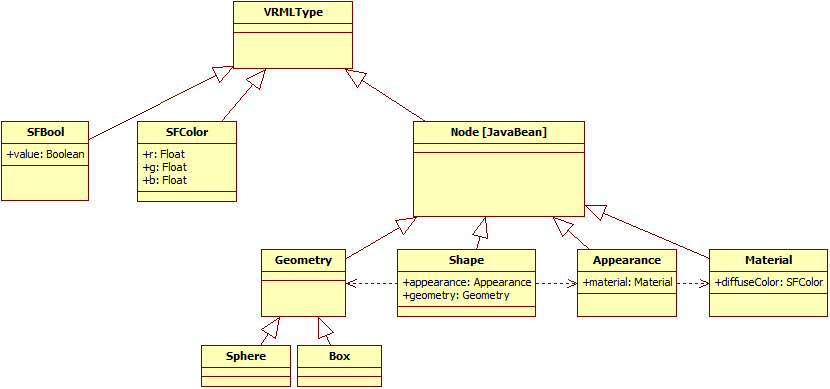 VRMLType
SFBool
+value: Boolean
SFColor
+r: Float
+g: Float
+b: Float
Node [JavaBean]
Geometry
Shape
+appearance: Appearance
+geometry: Geometry
Appearance
+material: Material
Material
+diffuseColor: SFColor
Sphere
Box